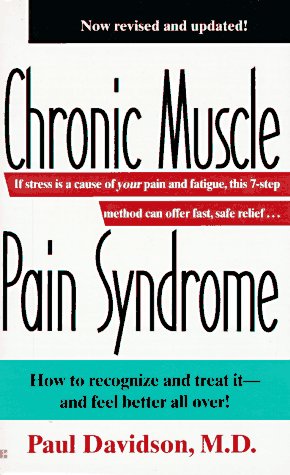 Now revised and updated!
Chronic Muscle
If stress is a cause of your pain and fatigue, this 7-step
method can offer fast, safe relief . . .
Pain Syndrome
How to recognize and treat it—
and feel better all over!
Paul Davidson, M.D.